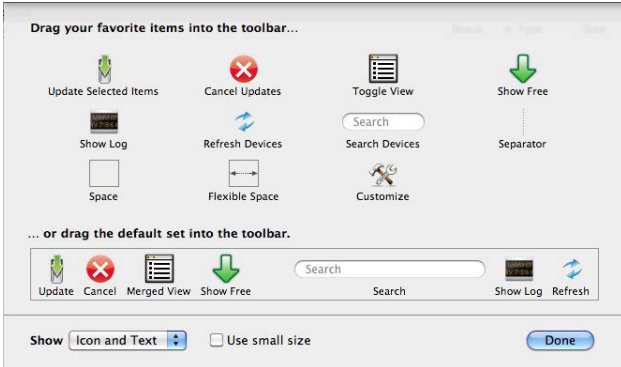 Drag your favorite items into the toolbar...
Update Selected Items Cancel Updates Toggle View Show Free
Search
Show Log Refresh Devices Search Devices Separator
Space Flexible Space Customize
... or drag the default set into the toolbar.
Search
Update Cancel Merged View Show Free Search Show Log Refresh
Show Icon and Text Use small size Done